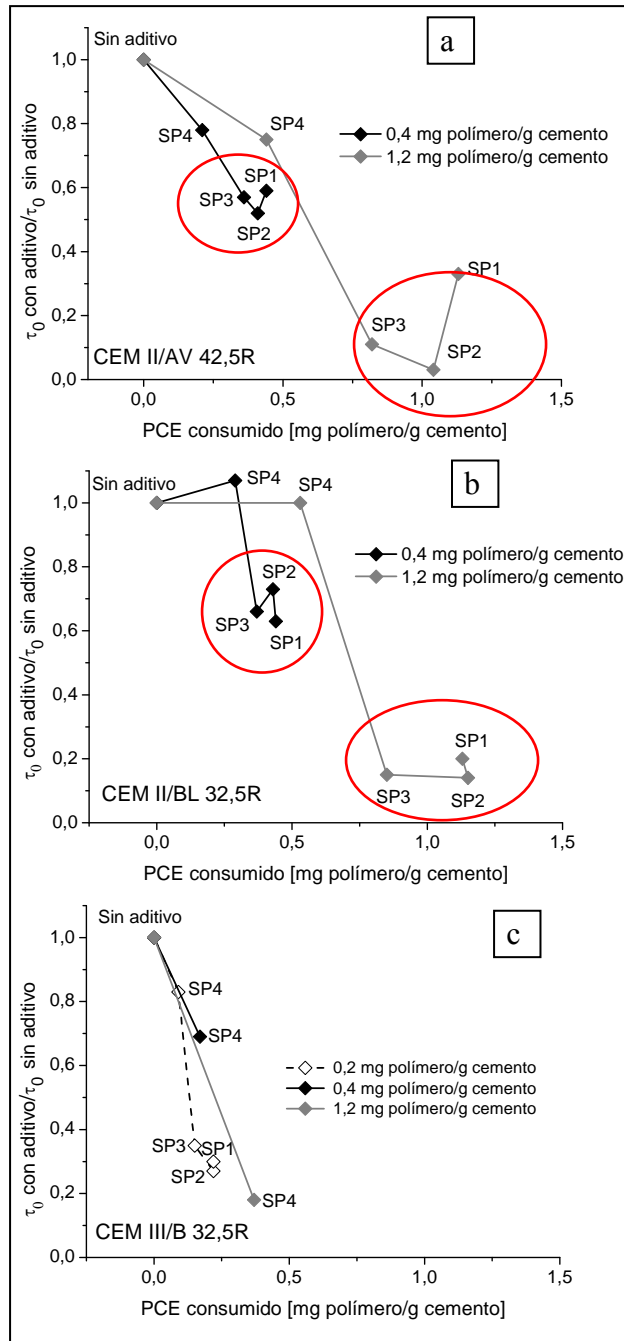 a
Sin aditivo
SP4
SP4
SP1
SP3
SP2
SP1
SP3
SP2
0,4 mg polímero/g cemento
1,2 mg polímero/g cemento
1,0
0,8
0,6
0,4
0,2
0,0
τ0 con aditivo/τ0 sin aditivo
CEM II/AV 42,5R
0,0 0,5 1,0 1,5
PCE consumido [mg polímero/g cemento]
b
Sin aditivo
SP4
SP4
SP2
SP3
SP1
SP1
SP3
SP2
0,4 mg polímero/g cemento
1,2 mg polímero/g cemento
1,0
0,8
0,6
0,4
0,2
0,0
τ0 con aditivo/τ0 sin aditivo
CEM II/BL 32,5R
0,0 0,5 1,0 1,5
PCE consumido [mg polímero/g cemento]
c
Sin aditivo
SP4
SP4
SP3
SP1
SP2
SP4
0,2 mg polímero/g cemento
0,4 mg polímero/g cemento
1,2 mg polímero/g cemento
1,0
0,8
0,6
0,4
0,2
0,0
τ0 con aditivo/τ0 sin aditivo
CEM III/B 32,5R
0,0 0,5 1,0 1,5
PCE consumido [mg polímero/g cemento]